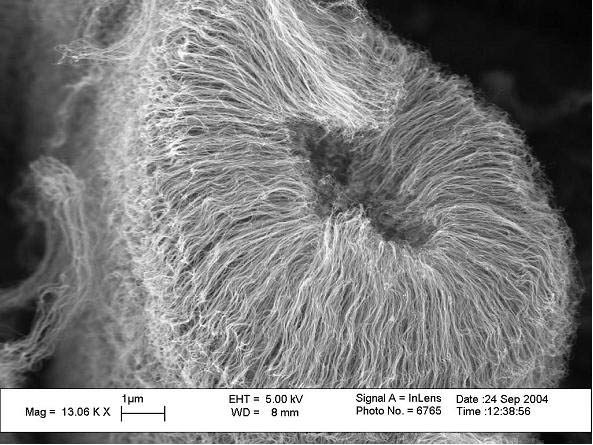 1µm
Mag = 13.06 K X
EHT = 5.00 kV
WD = 8 mm
Signal A = InLens
Photo No. = 6765
Date :24 Sep 2004
Time :12:38:56